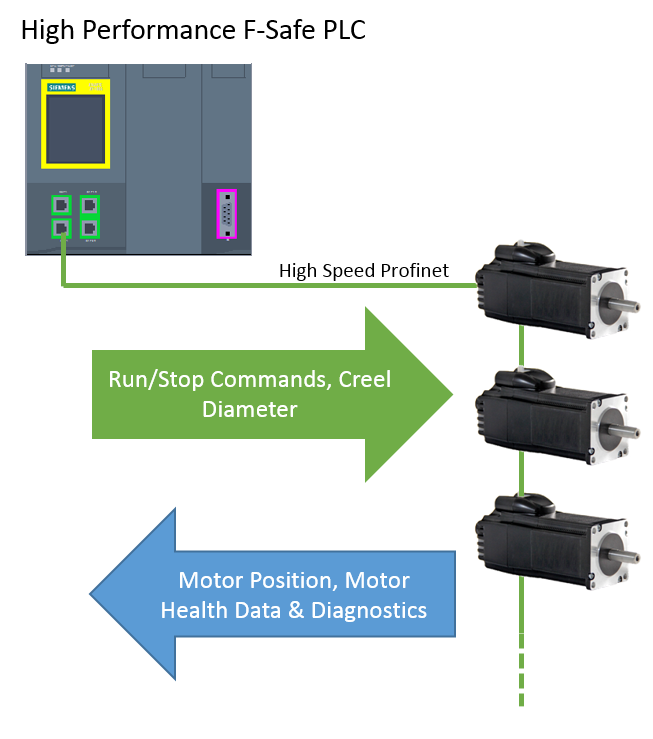 High Performance F-Safe PLC
SIEMENS
High Speed Profinet
Run/Stop Commands, Creel
Diameter
Motor Position, Motor
Health Data & Diagnostics